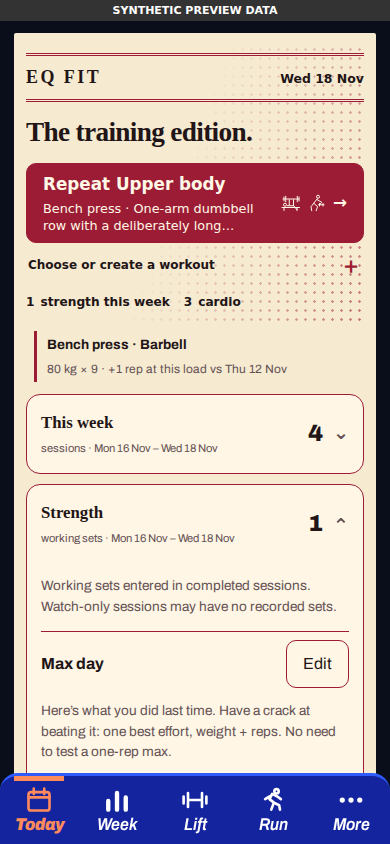 SYNTHETIC PREVIEW DATA
EQ FIT
Wed 18 Nov
The training edition.
Repeat Upper body
Bench press · One-arm dumbbell
row with a deliberately long…
→
Choose or create a workout
+
1 strength this week 3 cardio
Bench press · Barbell
80 kg × 9 · +1 rep at this load vs Thu 12 Nov
This week
4
sessions · Mon 16 Nov – Wed 18 Nov
Strength
1
working sets · Mon 16 Nov – Wed 18 Nov
Working sets entered in completed sessions.
Watch-only sessions may have no recorded sets.
Max day
Edit
Here’s what you did last time. Have a crack at
beating it: one best effort, weight + reps. No need
to test a one-rep max.
Today
Week
Lift
Run
More